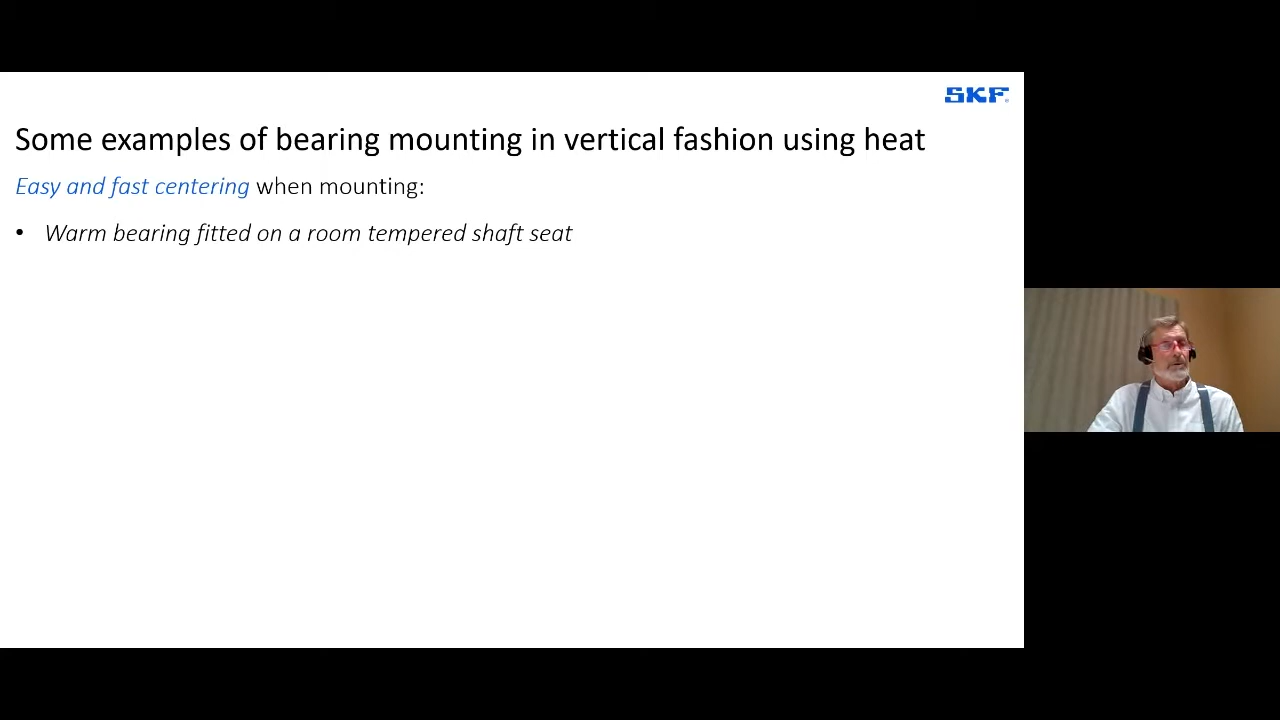 SKF
Some examples of bearing mounting in vertical fashion using heat
Easy and fast centering when mounting:
• Warm bearing fitted on a room tempered shaft seat